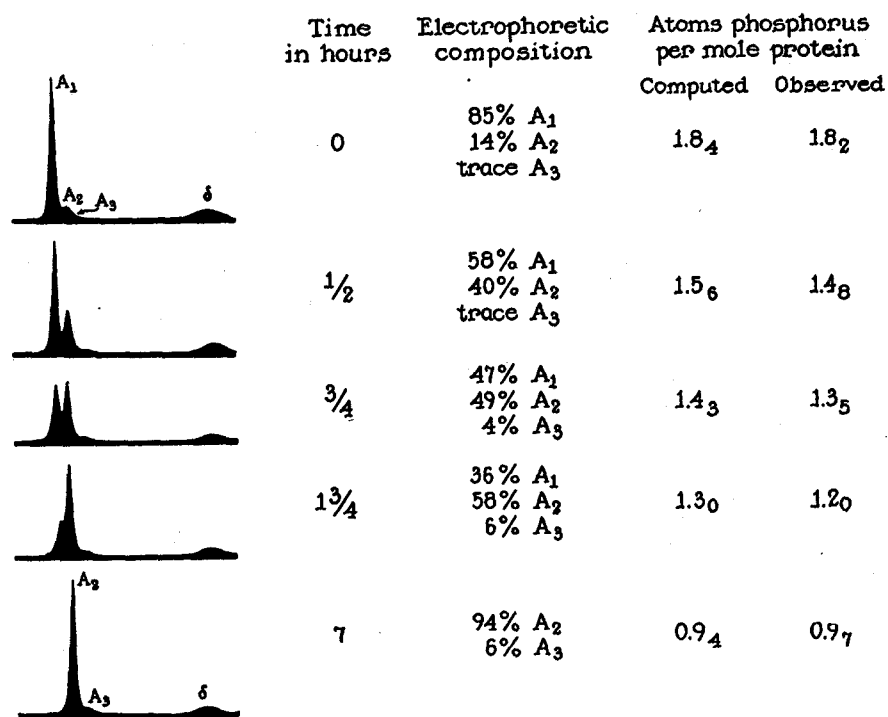 Time in hours
Electrophoretic composition
Atoms phosphorus per mole protein
Computed Observed
A₁
A₂ A₃ δ
0
85% A₁
14% A₂
trace A₃
1.8₄ 1.8₂
1/2
58% A₁
40% A₂
trace A₃
1.5₆ 1.4₈
3/4
47% A₁
49% A₂
4% A₃
1.4₃ 1.3₅
1 3/4
36% A₁
58% A₂
6% A₃
1.3₀ 1.2₀
A₂
A₃ δ
7
94% A₂
6% A₃
0.9₄ 0.9₇